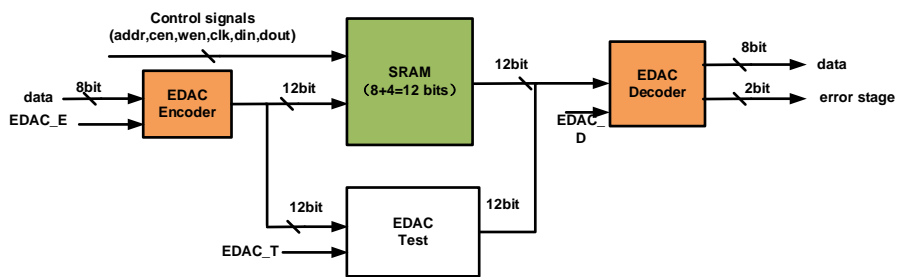 Control signals
(addr,cen,wen,clk,din,dout)
data
8bit
EDAC_E
EDAC
Encoder
12bit
SRAM
（8+4=12 bits）
12bit
EDAC_
D
EDAC
Decoder
8bit
data
2bit
error stage
12bit
EDAC_T
EDAC
Test
12bit